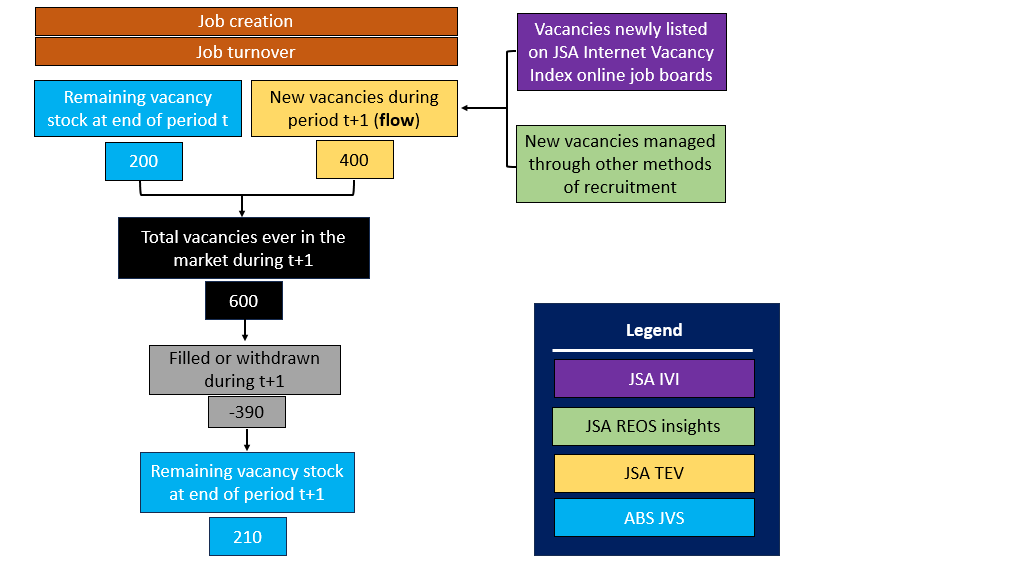 Job creation
Job turnover
Remaining vacancy
stock at end of period t
200
New vacancies during
period t+1 (flow)
400
Vacancies newly listed
on JSA Internet Vacancy
Index online job boards
New vacancies managed
through other methods
of recruitment
Total vacancies ever in the
market during t+1
600
Filled or withdrawn
during t+1
-390
Remaining vacancy stock
at end of period t+1
210
Legend
JSA IVI
JSA REOS insights
JSA TEV
ABS JVS